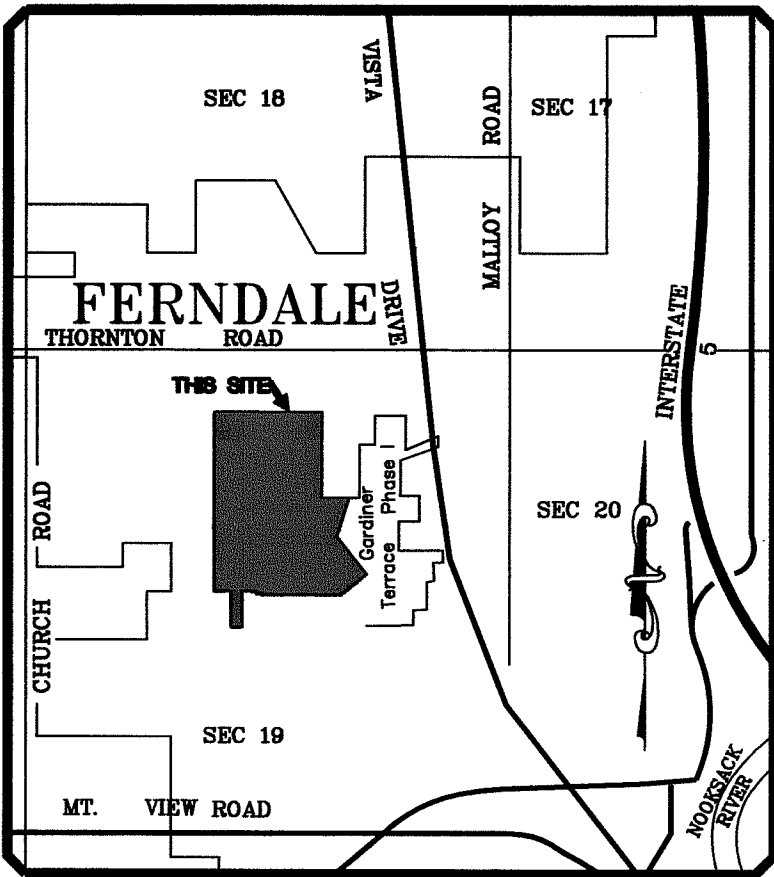 SEC 18
VISTA
ROAD
SEC 17
MALLOY
FERNDALE
DRIVE
THORNTON ROAD
INTERSTATE
5
THIS SITE
Gardiner
Terrace Phase I
ROAD
SEC 20
CHURCH
SEC 19
MT. VIEW ROAD
NOOKSACK
RIVER